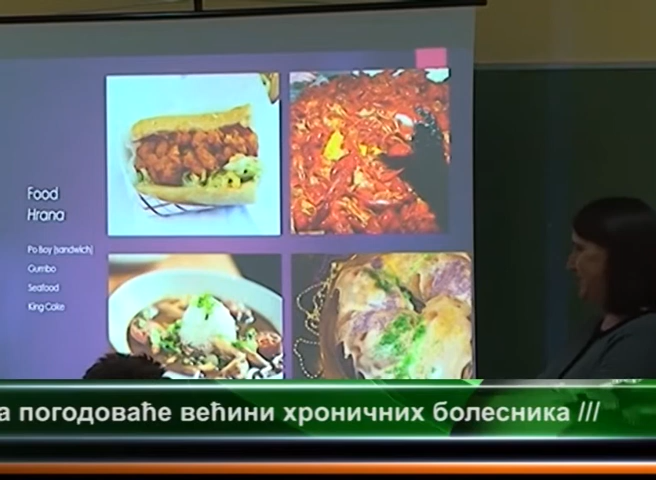 Food
Hrana
Po Boy (sandwich)
Gumbo
Seafood
King Cake
а погодоваће већини хроничних болесника ///